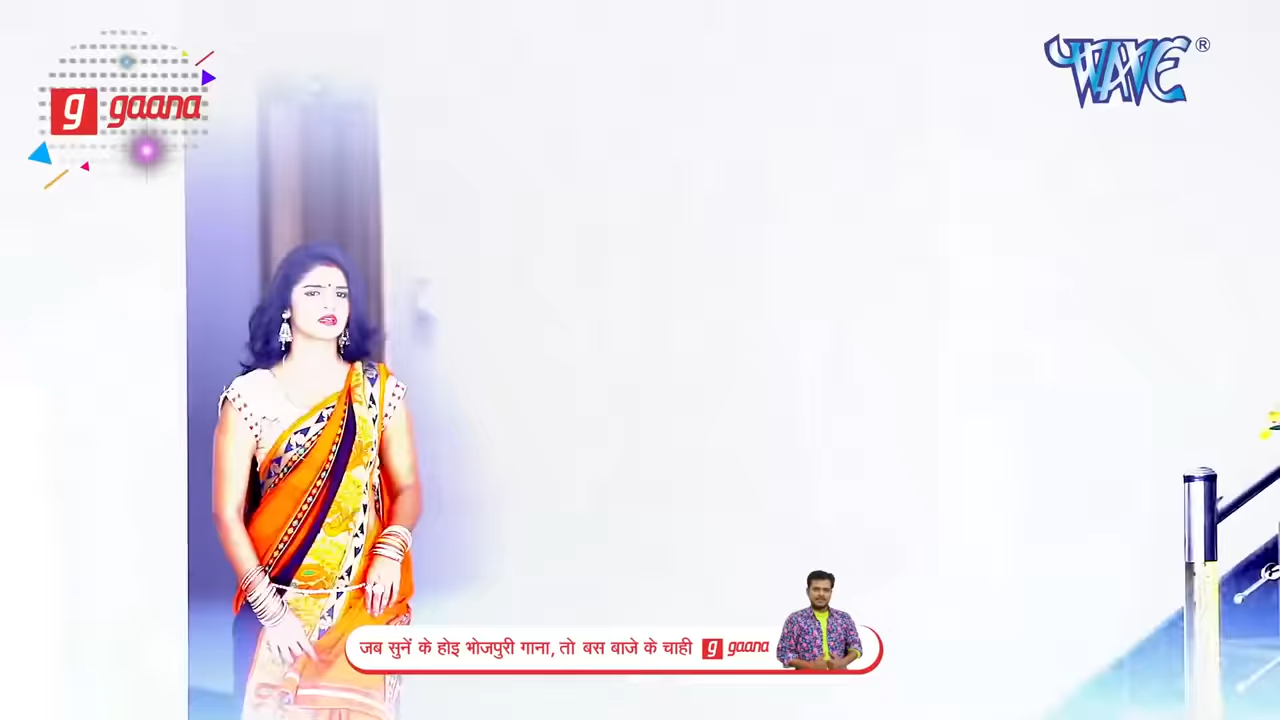 g gaana
WAVE ®
जब सुनें के होइ भोजपुरी गाना, तो बस बाजे के चाही g gaana